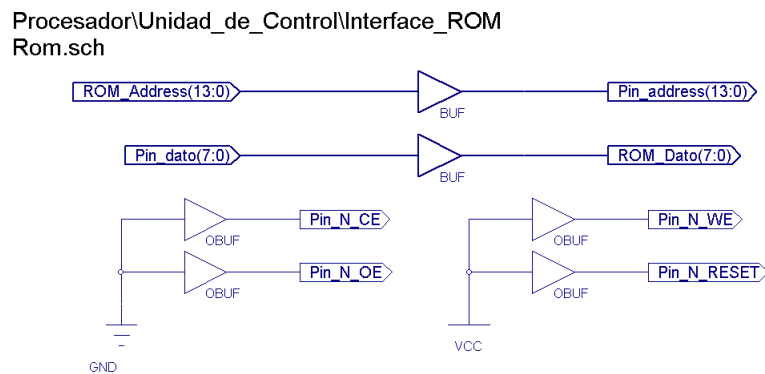 Procesador\Unidad_de_Control\Interface_ROM
Rom.sch
ROM_Address(13:0)
BUF
Pin_address(13:0)
Pin_dato(7:0)
BUF
ROM_Dato(7:0)
OBUF
Pin_N_CE
OBUF
Pin_N_WE
OBUF
Pin_N_OE
OBUF
Pin_N_RESET
GND
VCC